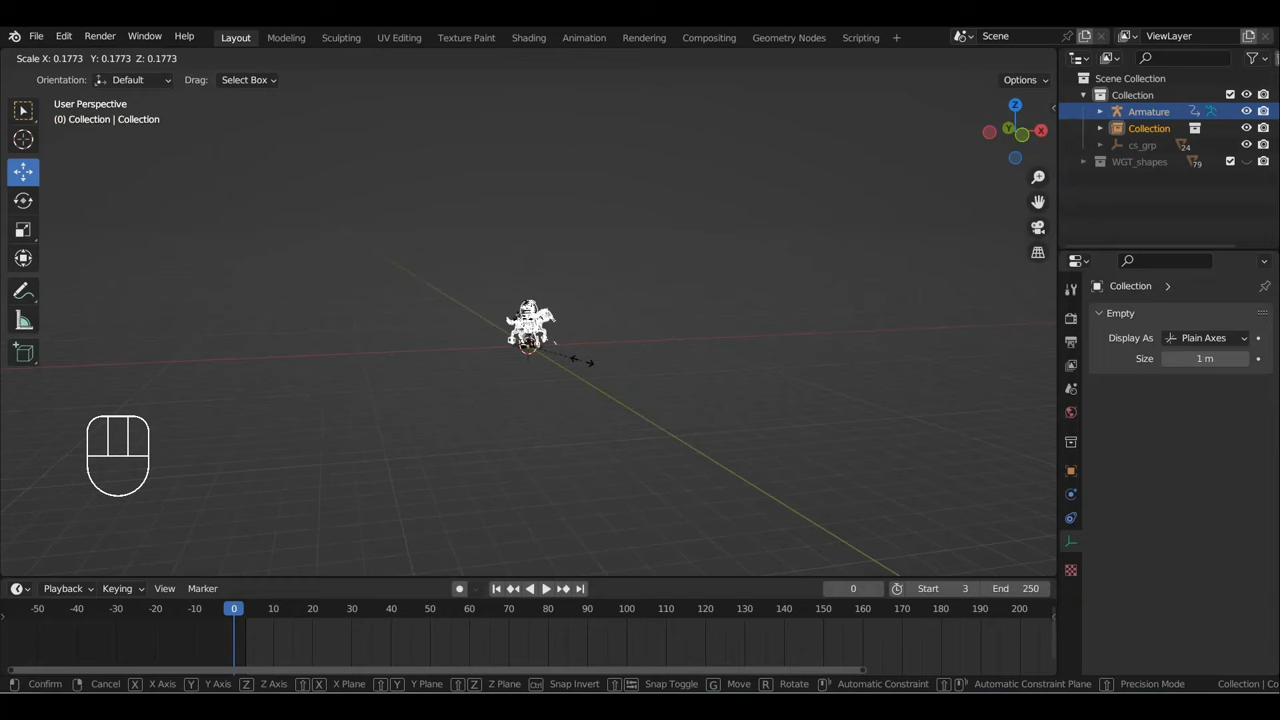 File Edit Render Window Help Layout Modeling Sculpting UV Editing Texture Paint Shading Animation Rendering Compositing Geometry Nodes Scripting + Scene ViewLayer
Scale X: 0.1773 Y: 0.1773 Z: 0.1773
Orientation: Default Drag: Select Box Options
User Perspective
(0) Collection | Collection
Z
Y
X
Scene Collection
Collection
Armature
Collection
cs_grp 24
WGT_shapes 79
Collection
Empty
Display As Plain Axes
Size 1 m
Playback Keying View Marker 0 Start 3 End 250
-50 -40 -30 -20 -10 0 10 20 30 40 50 60 70 80 90 100 110 120 130 140 150 160 170 180 190 200
Confirm Cancel X X Axis Y Y Axis Z Z Axis X X Plane Y Y Plane Z Z Plane Ctrl Snap Invert Snap Toggle G Move R Rotate Automatic Constraint Automatic Constraint Plane Precision Mode Collection | Co